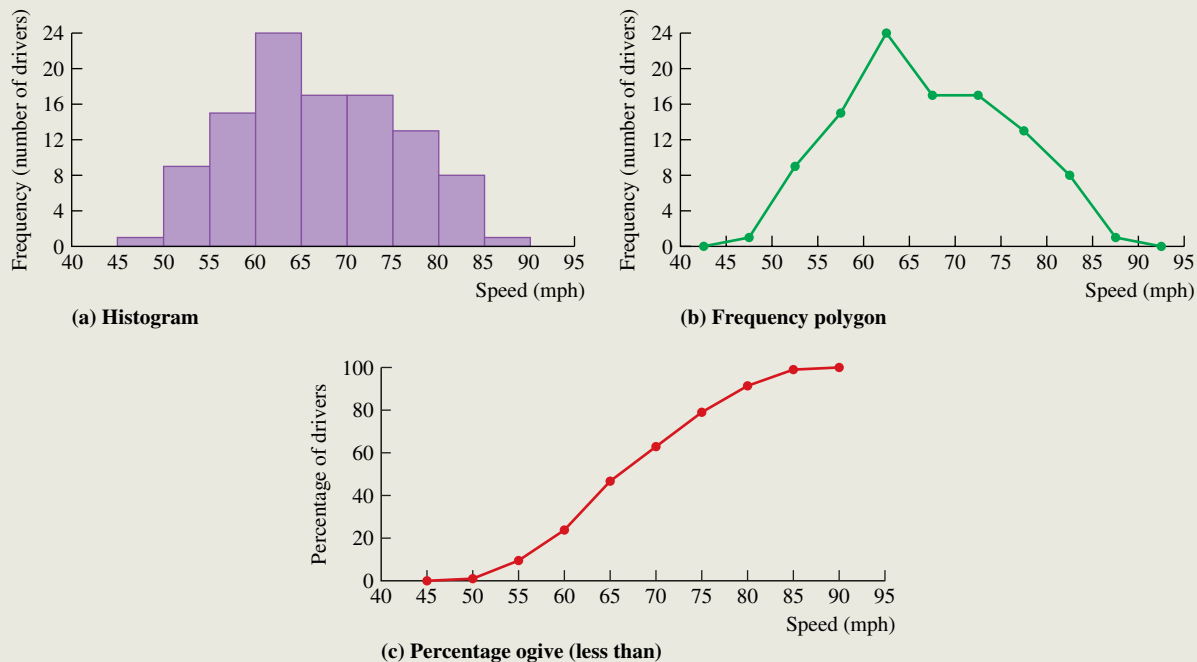 Frequency (number of drivers)
24
20
16
12
8
4
0
40 45 50 55 60 65 70 75 80 85 90 95
Speed (mph)
(a) Histogram
Frequency (number of drivers)
24
20
16
12
8
4
0
40 45 50 55 60 65 70 75 80 85 90 95
Speed (mph)
(b) Frequency polygon
Percentage of drivers
100
80
60
40
20
0
40 45 50 55 60 65 70 75 80 85 90 95
Speed (mph)
(c) Percentage ogive (less than)